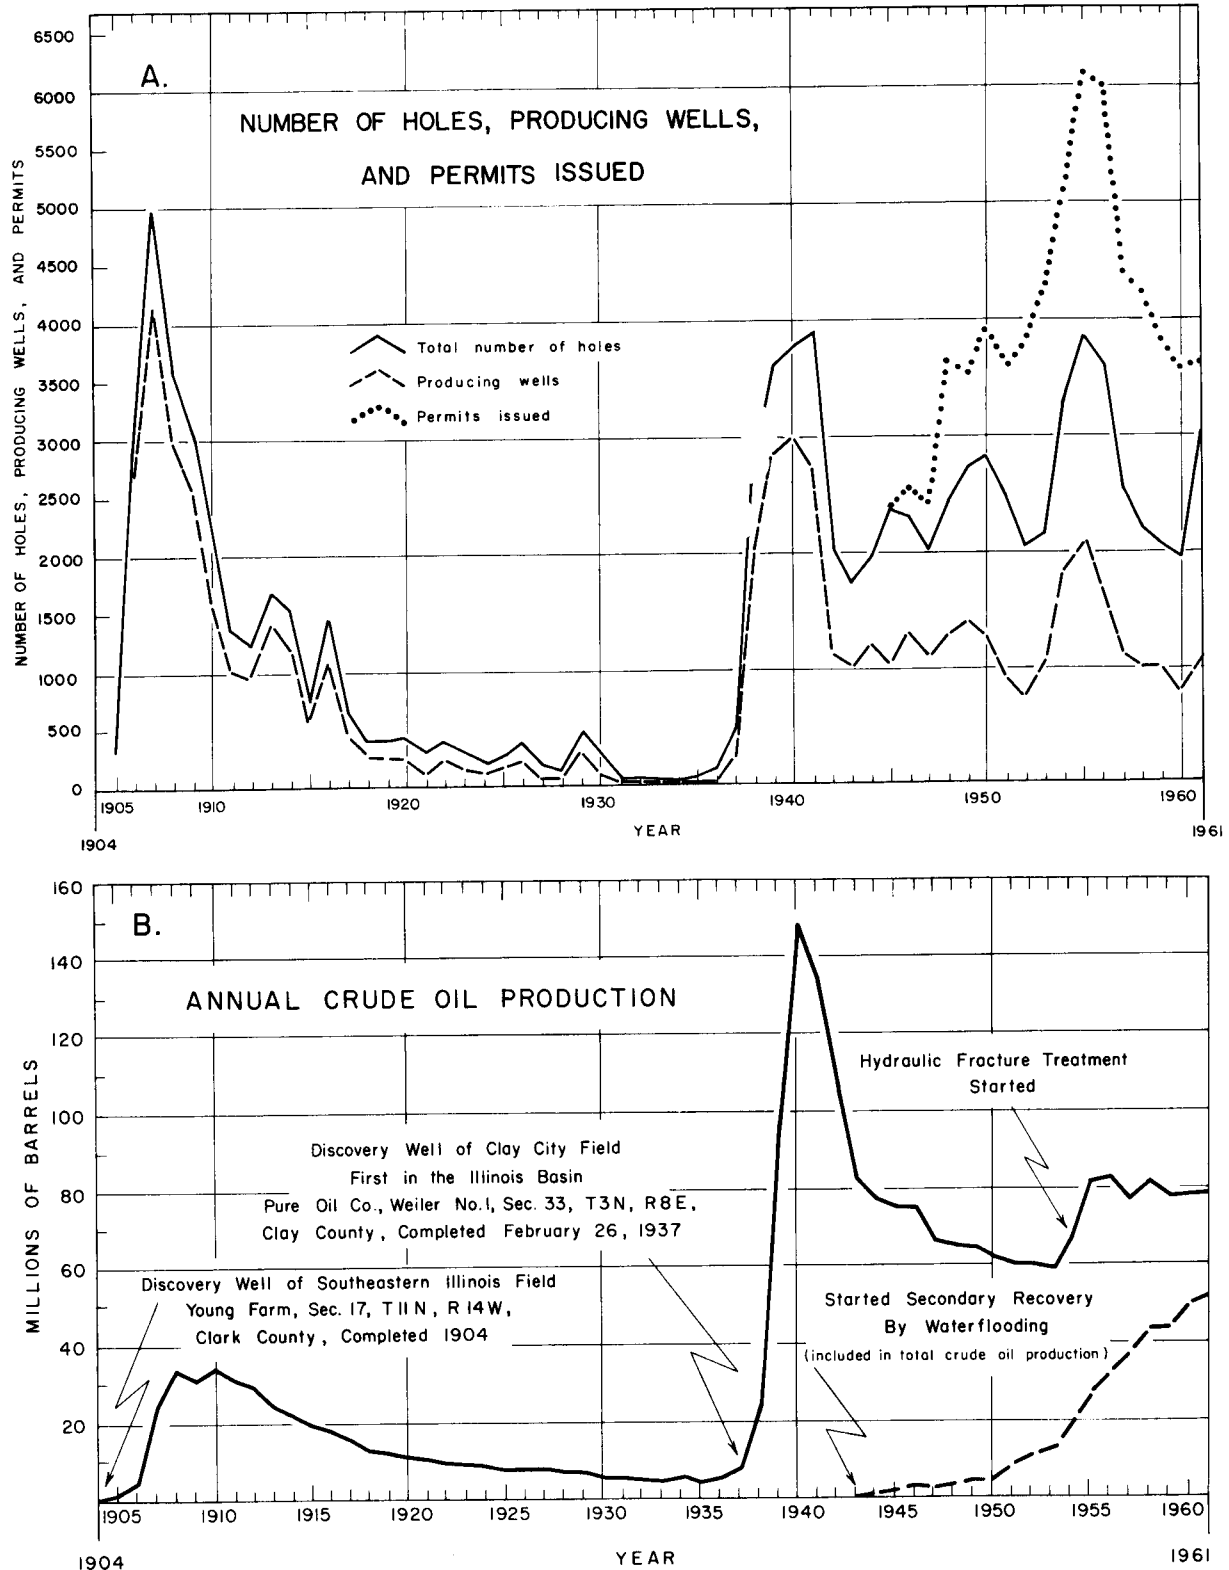 6500
6000
5500
5000
4500
4000
3500
3000
2500
2000
1500
1000
500
0
NUMBER OF HOLES, PRODUCING WELLS, AND PERMITS
A.
NUMBER OF HOLES, PRODUCING WELLS,
AND PERMITS ISSUED
Total number of holes
Producing wells
Permits issued
1905 1910 1920 1930 1940 1950 1960
YEAR
1904 1961
160
140
120
100
80
60
40
20
MILLIONS OF BARRELS
B.
ANNUAL CRUDE OIL PRODUCTION
Hydraulic Fracture Treatment
Started
Discovery Well of Clay City Field
First in the Illinois Basin
Pure Oil Co., Weiler No.1, Sec. 33, T3N, R8E,
Clay County, Completed February 26, 1937
Discovery Well of Southeastern Illinois Field
Young Farm, Sec. 17, T11N, R14W,
Clark County, Completed 1904
Started Secondary Recovery
By Waterflooding
(included in total crude oil production)
1905 1910 1915 1920 1925 1930 1935 1940 1945 1950 1955 1960
YEAR
1904 1961